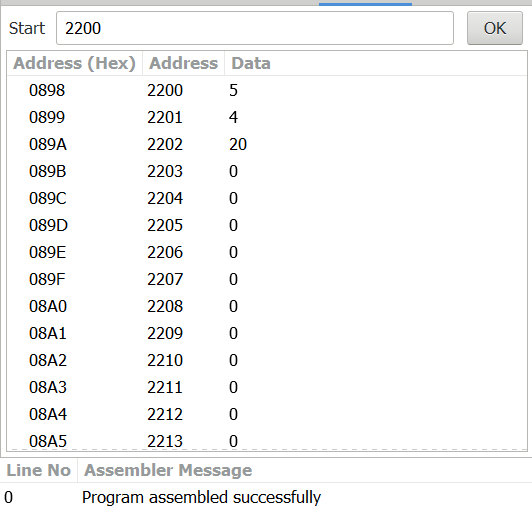 Start 2200 OK
Address (Hex) Address Data
0898 2200 5
0899 2201 4
089A 2202 20
089B 2203 0
089C 2204 0
089D 2205 0
089E 2206 0
089F 2207 0
08A0 2208 0
08A1 2209 0
08A2 2210 0
08A3 2211 0
08A4 2212 0
08A5 2213 0
Line No Assembler Message
0 Program assembled successfully